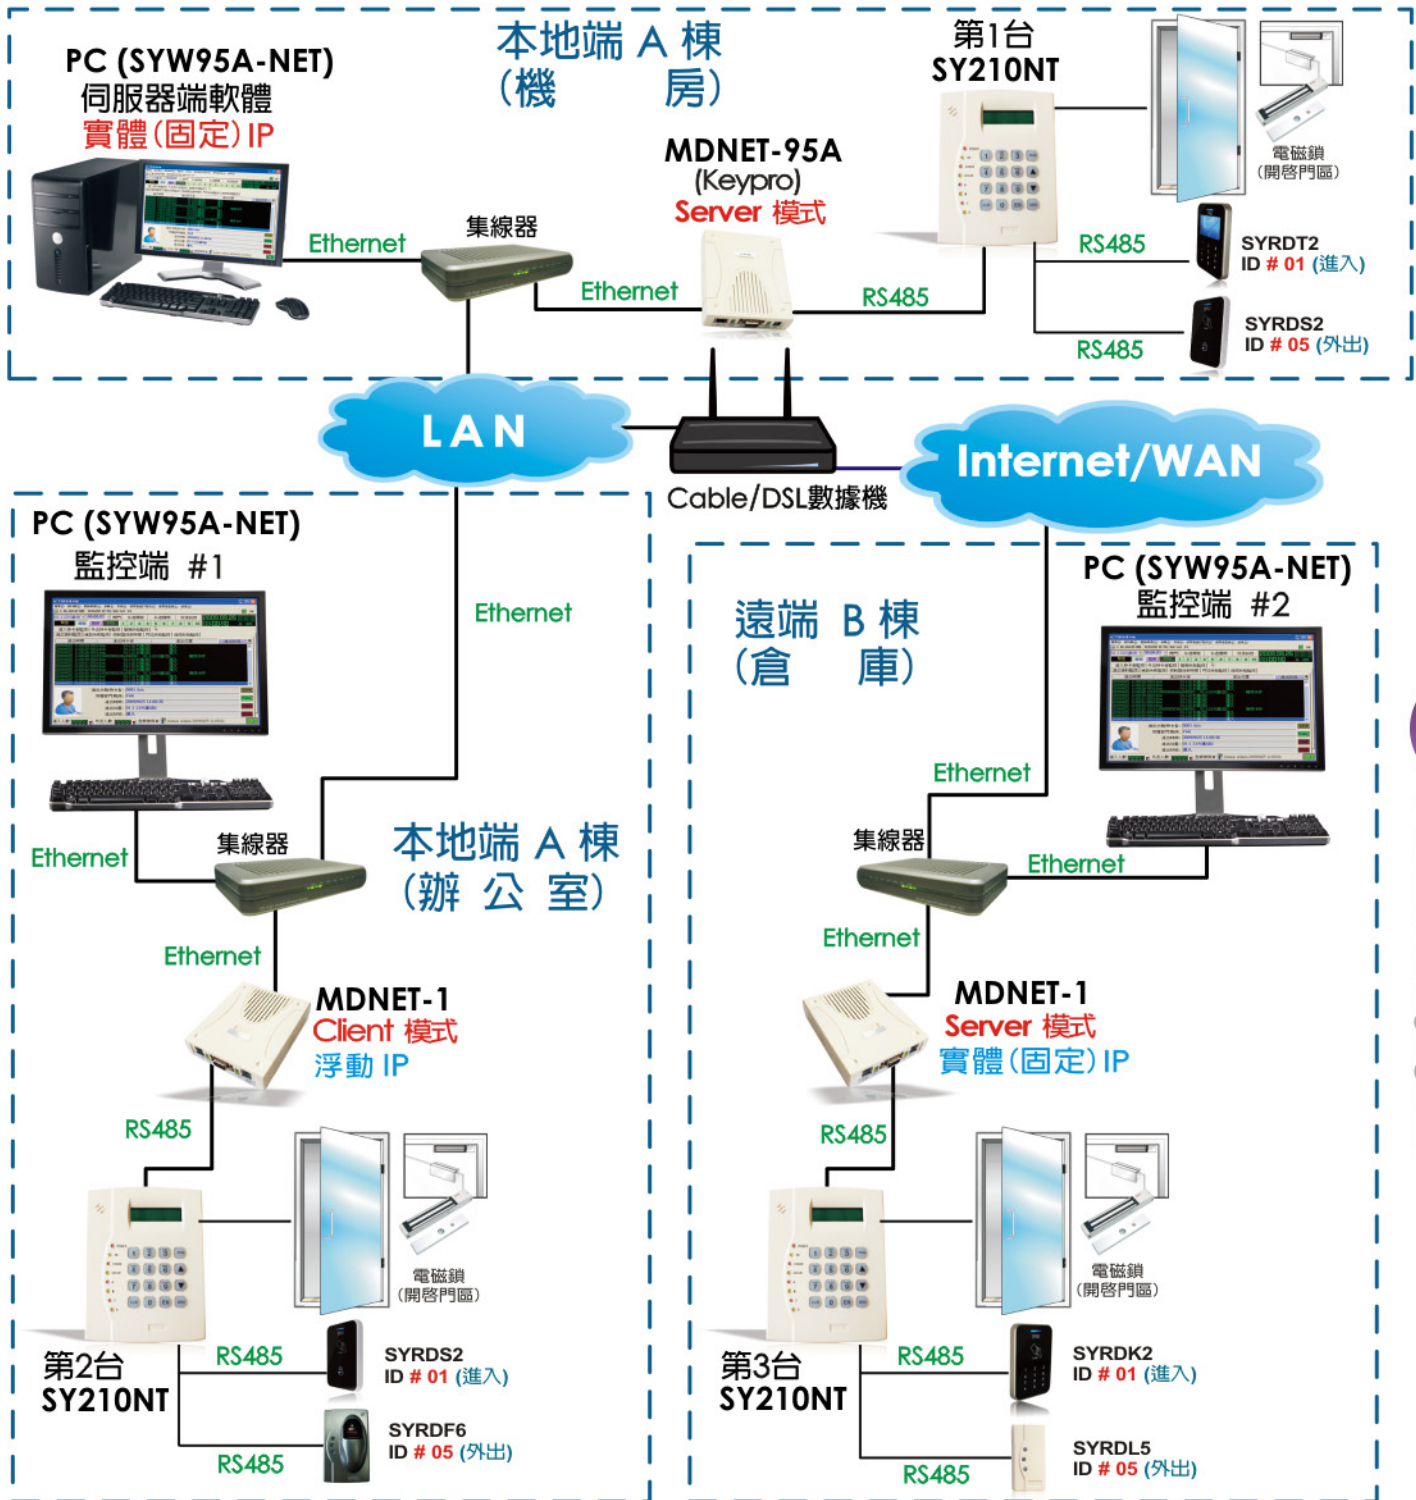 本地端 A 棟
(機 房)
PC (SYW95A-NET)
伺服器端軟體
實體(固定) IP
第1台
SY210NT
MDNET-95A
(Keypro)
Server 模式
電磁鎖
(開啓門區)
集線器
Ethernet
Ethernet
RS485
RS485
SYRDT2
ID # 01 (進入)
RS485
SYRDS2
ID # 05 (外出)
LAN
Internet/WAN
Cable/DSL數據機
PC (SYW95A-NET)
監控端 #1
Ethernet
Ethernet
集線器
本地端 A 棟
(辦 公 室)
Ethernet
MDNET-1
Client 模式
浮動 IP
RS485
電磁鎖
(開啓門區)
第2台
SY210NT
RS485
SYRDS2
ID # 01 (進入)
RS485
SYRDF6
ID # 05 (外出)
PC (SYW95A-NET)
監控端 #2
遠端 B 棟
(倉 庫)
Ethernet
集線器
Ethernet
Ethernet
MDNET-1
Server 模式
實體(固定) IP
RS485
電磁鎖
(開啓門區)
第3台
SY210NT
RS485
SYRDK2
ID # 01 (進入)
RS485
SYRDL5
ID # 05 (外出)